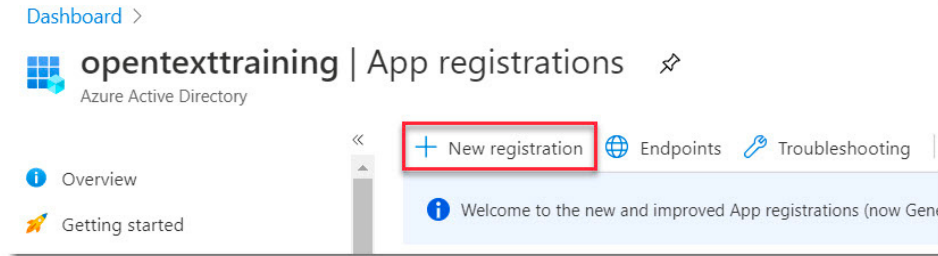 Dashboard >
opentexttraining | App registrations
Azure Active Directory
«
+ New registration Endpoints Troubleshooting
Overview
Welcome to the new and improved App registrations (now
Getting started